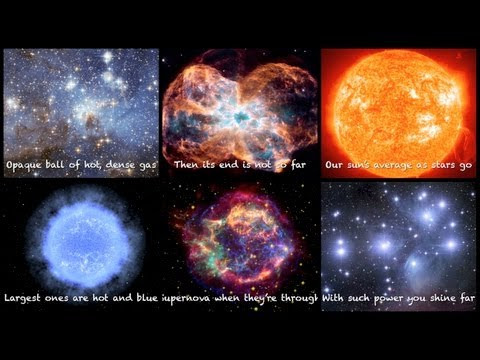 Opaque ball of hot, dense gas
Then its end is not so far
Our sun's average as stars go
Largest ones are hot and blue
upernova when they're through
With such power you shine far